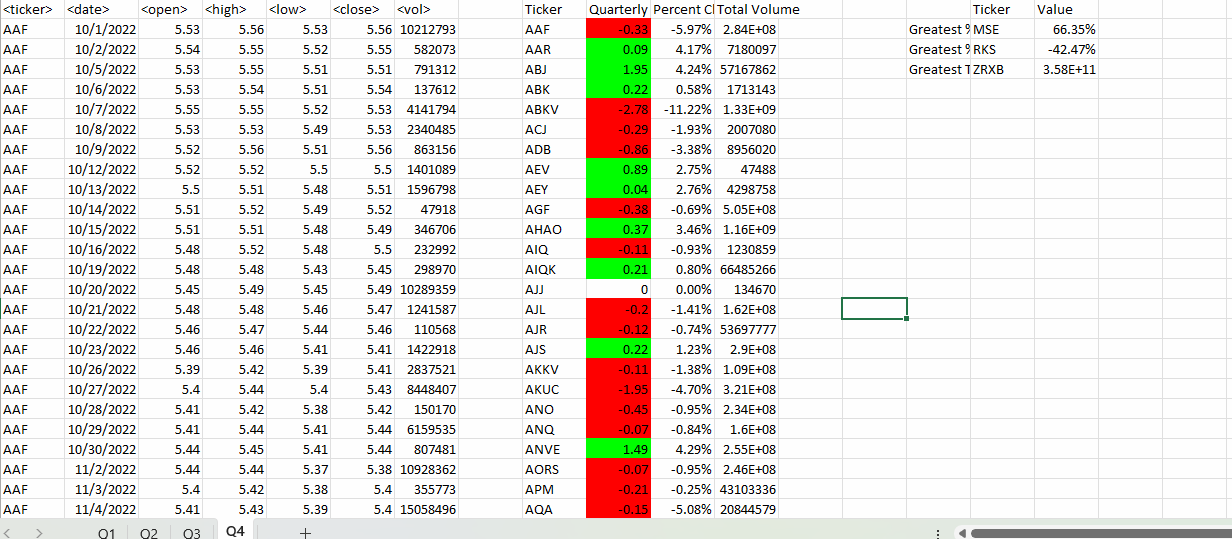 <ticker> <date> <open> <high> <low> <close> <vol> Ticker Quarterly Percent C Total Volume Ticker Value
AAF 10/1/2022 5.53 5.56 5.53 5.56 10212793 AAF -0.33 -5.97% 2.84E+08 Greatest % MSE 66.35%
AAF 10/2/2022 5.54 5.55 5.52 5.55 582073 AAR 0.09 4.17% 7180097 Greatest % RKS -42.47%
AAF 10/5/2022 5.53 5.55 5.51 5.51 791312 ABJ 1.95 4.24% 57167862 Greatest T ZRXB 3.58E+11
AAF 10/6/2022 5.53 5.54 5.51 5.54 137612 ABK 0.22 0.58% 1713143
AAF 10/7/2022 5.55 5.55 5.52 5.53 4141794 ABKV -2.78 -11.22% 1.33E+09
AAF 10/8/2022 5.53 5.53 5.49 5.53 2340485 ACJ -0.29 -1.93% 2007080
AAF 10/9/2022 5.52 5.56 5.51 5.56 863156 ADB -0.86 -3.38% 8956020
AAF 10/12/2022 5.52 5.52 5.5 5.5 1401089 AEV 0.89 2.75% 47488
AAF 10/13/2022 5.5 5.51 5.48 5.51 1596798 AEY 0.04 2.76% 4298758
AAF 10/14/2022 5.51 5.52 5.49 5.52 47918 AGF -0.38 -0.69% 5.05E+08
AAF 10/15/2022 5.51 5.51 5.48 5.49 346706 AHAO 0.37 3.46% 1.16E+09
AAF 10/16/2022 5.48 5.52 5.48 5.5 232992 AIQ -0.11 -0.93% 1230859
AAF 10/19/2022 5.48 5.48 5.43 5.45 298970 AIQK 0.21 0.80% 66485266
AAF 10/20/2022 5.45 5.49 5.45 5.49 10289359 AJJ 0 0.00% 134670
AAF 10/21/2022 5.48 5.48 5.46 5.47 1241587 AJL -0.2 -1.41% 1.62E+08
AAF 10/22/2022 5.46 5.47 5.44 5.46 110568 AJR -0.12 -0.74% 53697777
AAF 10/23/2022 5.46 5.46 5.41 5.41 1422918 AJS 0.22 1.23% 2.9E+08
AAF 10/26/2022 5.39 5.42 5.39 5.41 2837521 AKKV -0.11 -1.38% 1.09E+08
AAF 10/27/2022 5.4 5.44 5.4 5.43 8448407 AKUC -1.95 -4.70% 3.21E+08
AAF 10/28/2022 5.41 5.42 5.38 5.42 150170 ANO -0.45 -0.95% 2.34E+08
AAF 10/29/2022 5.41 5.44 5.41 5.44 6159535 ANQ -0.07 -0.84% 1.6E+08
AAF 10/30/2022 5.44 5.45 5.41 5.44 807481 ANVE 1.49 4.29% 2.55E+08
AAF 11/2/2022 5.44 5.44 5.37 5.38 10928362 AORS -0.07 -0.95% 2.46E+08
AAF 11/3/2022 5.4 5.42 5.38 5.4 355773 APM -0.21 -0.25% 43103336
AAF 11/4/2022 5.41 5.43 5.39 5.4 15058496 AQA -0.15 -5.08% 20844579
Q1 Q2 Q3 Q4 +